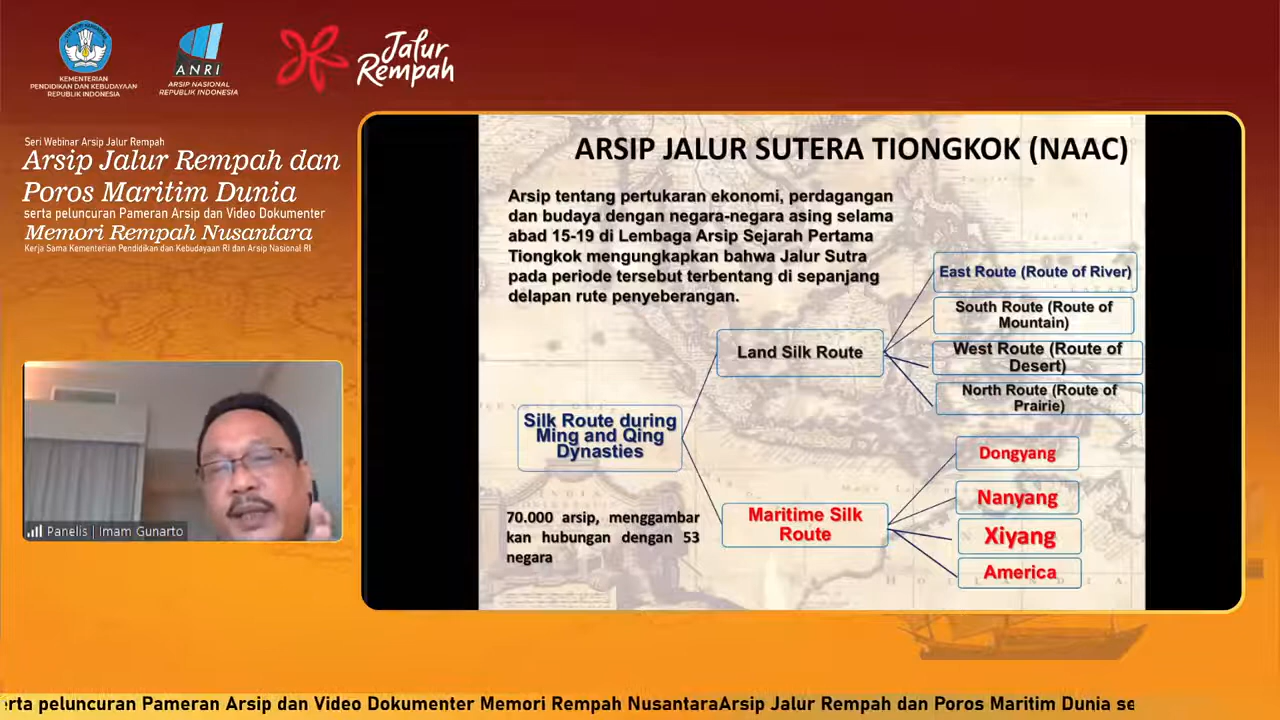 KEMENTERIAN
PENDIDIKAN DAN KEBUDAYAAN
REPUBLIK INDONESIA
ANRI
ARSIP NASIONAL
REPUBLIK INDONESIA
Jalur
Rempah
Seri Webinar Arsip Jalur Rempah
Arsip Jalur Rempah dan
Poros Maritim Dunia
serta peluncuran Pameran Arsip dan Video Dokumenter
Memori Rempah Nusantara
Kerja Sama Kementerian Pendidikan dan Kebudayaan RI dan Arsip Nasional RI
Panelis | Imam Gunarto
ARSIP JALUR SUTERA TIONGKOK (NAAC)
Arsip tentang pertukaran ekonomi, perdagangan
dan budaya dengan negara-negara asing selama
abad 15-19 di Lembaga Arsip Sejarah Pertama
Tiongkok mengungkapkan bahwa Jalur Sutra
pada periode tersebut terbentang di sepanjang
delapan rute penyeberangan.
Silk Route during
Ming and Qing
Dynasties
Land Silk Route
East Route (Route of River)
South Route (Route of
Mountain)
West Route (Route of
Desert)
North Route (Route of
Prairie)
Maritime Silk
Route
Dongyang
Nanyang
Xiyang
America
70.000 arsip, menggambar
kan hubungan dengan 53
negara
erta peluncuran Pameran Arsip dan Video Dokumenter Memori Rempah NusantaraArsip Jalur Rempah dan Poros Maritim Dunia se